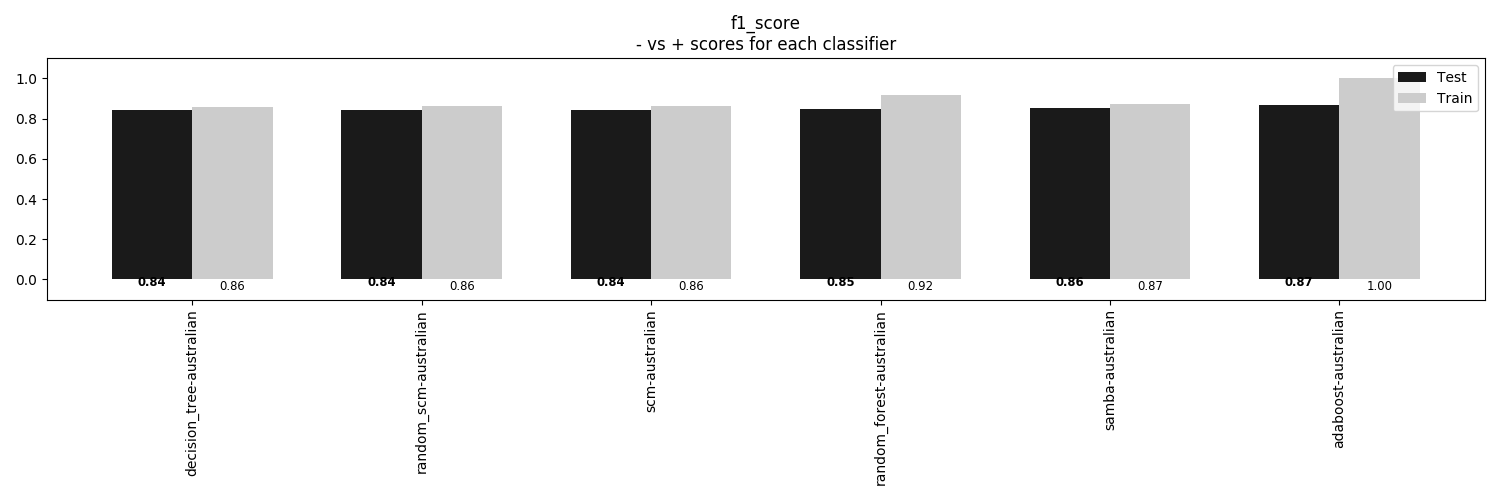 f1_score
- vs + scores for each classifier
Test
Train
1.0
0.8
0.6
0.4
0.2
0.0
0.84 0.86 0.84 0.86 0.84 0.86 0.85 0.92 0.86 0.87 0.87 1.00
decision_tree-australian
random_scm-australian
scm-australian
random_forest-australian
samba-australian
adaboost-australian